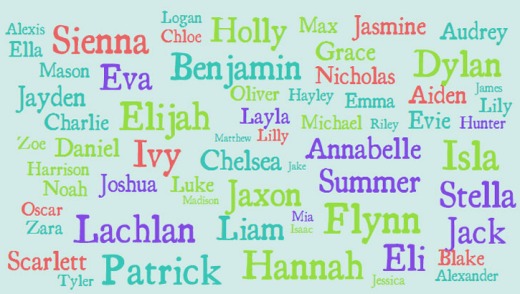 Alexis Logan Holly Max Jasmine Audrey
Ella Sienna Chloe Grace
Mason Eva Benjamin Nicholas Dylan
Jayden Oliver Hayley Emma Aiden James Lily
Charlie Elijah Layla Michael Riley Evie Hunter
Zoe Daniel Ivy Matthew Lilly Annabelle Isla
Harrison Chelsea Jake
Noah Joshua Luke Madison Jaxon Summer Stella
Oscar Lachlan Liam Mia Isaac Flynn Jack
Zara
Scarlett Patrick Hannah Eli Blake
Tyler Jessica Alexander